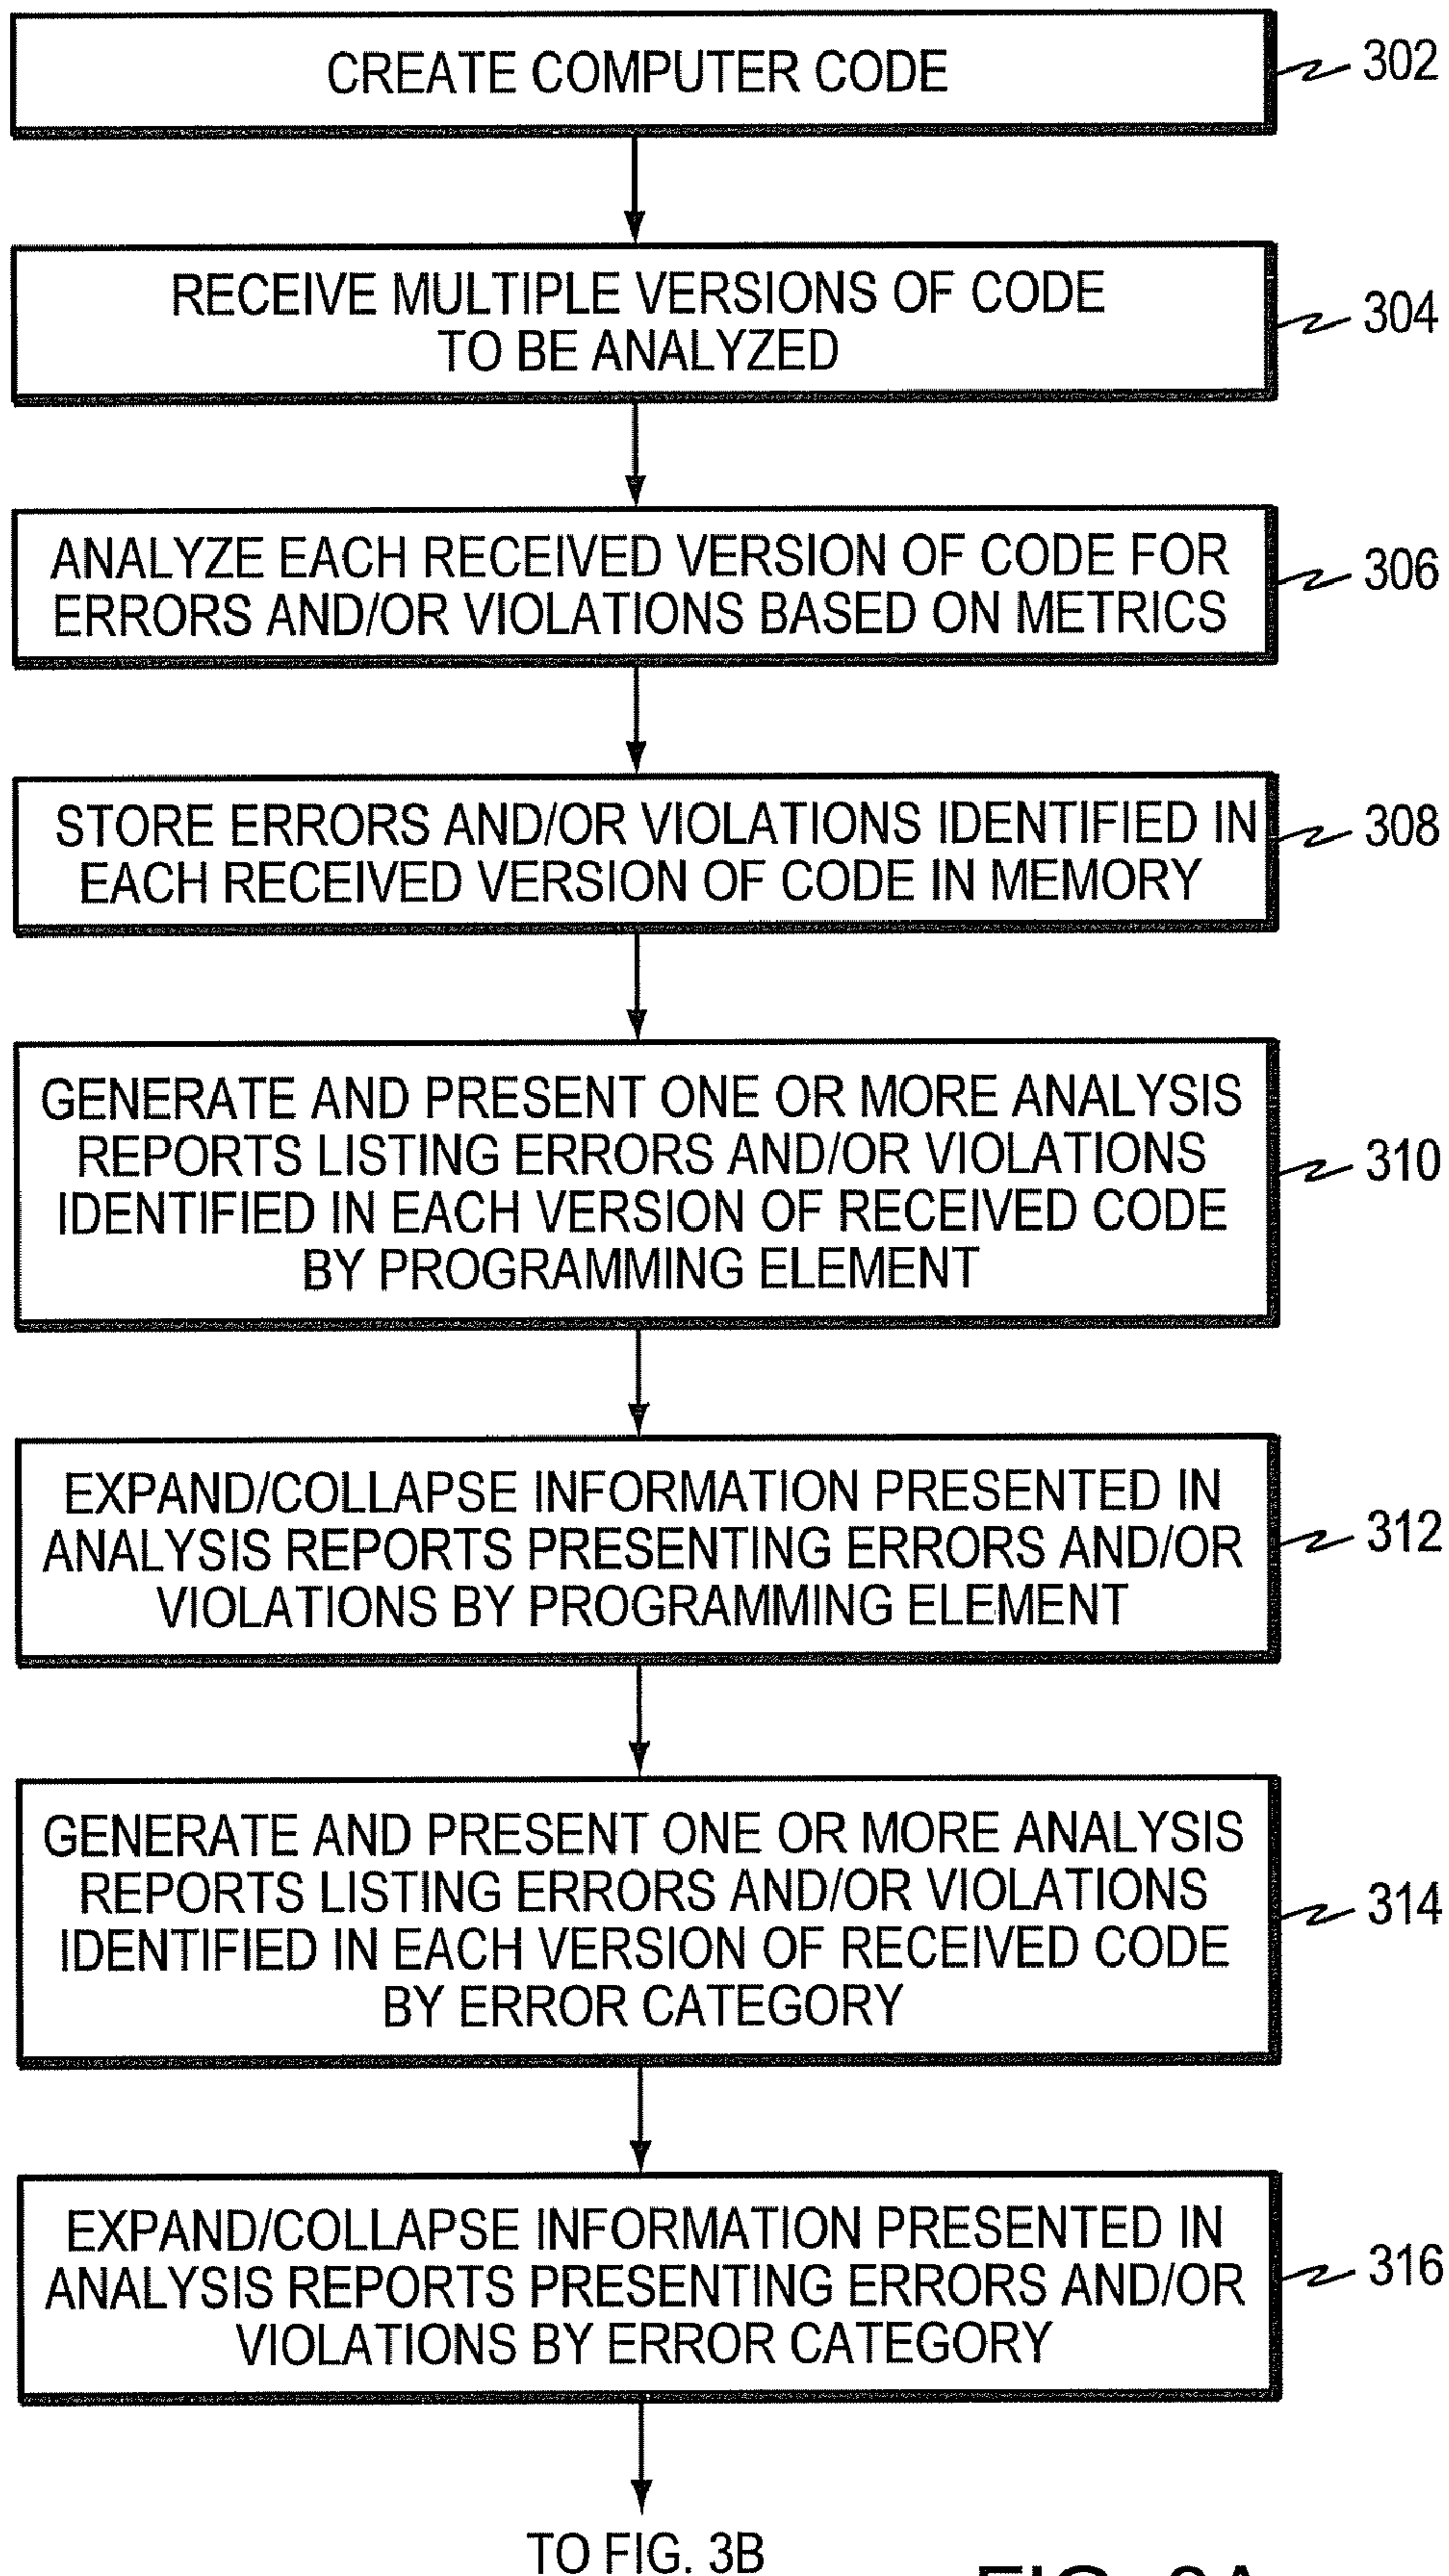 CREATE COMPUTER CODE
302
RECEIVE MULTIPLE VERSIONS OF CODE
TO BE ANALYZED
304
ANALYZE EACH RECEIVED VERSION OF CODE FOR
ERRORS AND/OR VIOLATIONS BASED ON METRICS
306
STORE ERRORS AND/OR VIOLATIONS IDENTIFIED IN
EACH RECEIVED VERSION OF CODE IN MEMORY
308
GENERATE AND PRESENT ONE OR MORE ANALYSIS
REPORTS LISTING ERRORS AND/OR VIOLATIONS
IDENTIFIED IN EACH VERSION OF RECEIVED CODE
BY PROGRAMMING ELEMENT
310
EXPAND/COLLAPSE INFORMATION PRESENTED IN
ANALYSIS REPORTS PRESENTING ERRORS AND/OR
VIOLATIONS BY PROGRAMMING ELEMENT
312
GENERATE AND PRESENT ONE OR MORE ANALYSIS
REPORTS LISTING ERRORS AND/OR VIOLATIONS
IDENTIFIED IN EACH VERSION OF RECEIVED CODE
BY ERROR CATEGORY
314
EXPAND/COLLAPSE INFORMATION PRESENTED IN
ANALYSIS REPORTS PRESENTING ERRORS AND/OR
VIOLATIONS BY ERROR CATEGORY
316
TO FIG. 3B